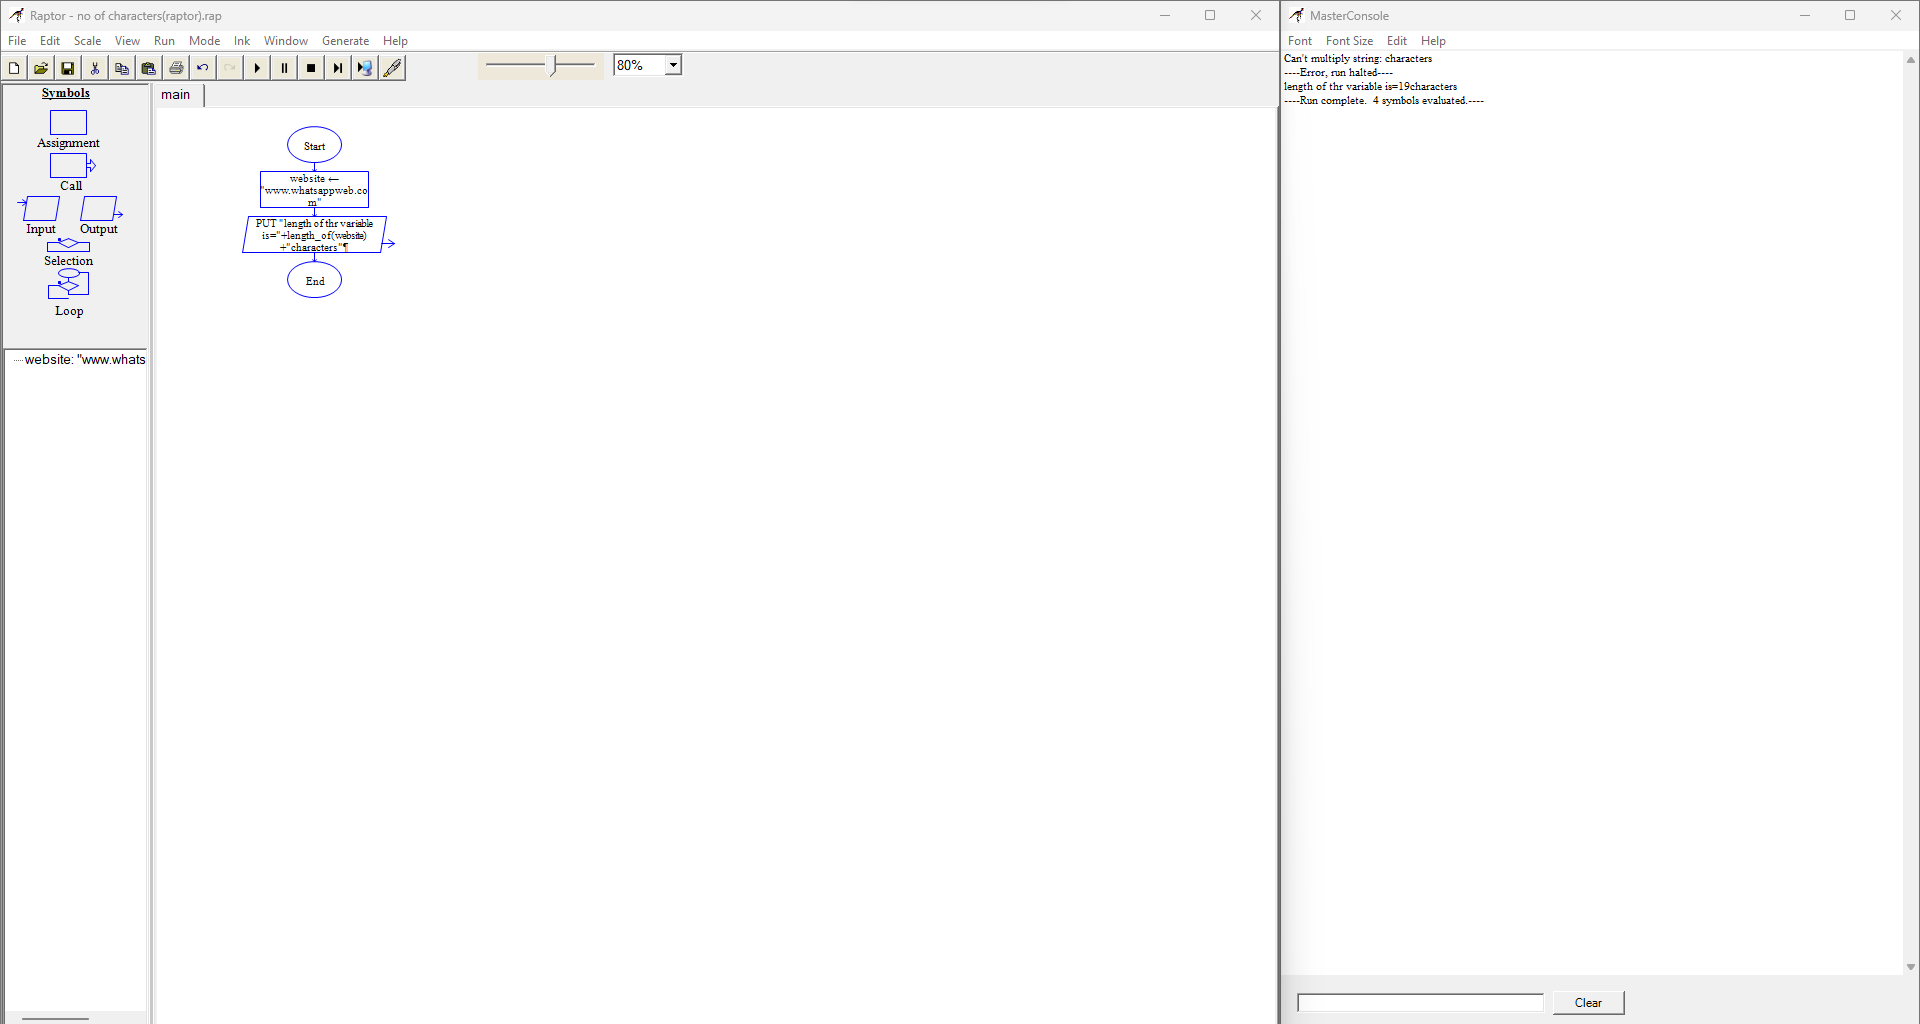 Raptor - no of characters(raptor).rap
File Edit Scale View Run Mode Ink Window Generate Help
80%
Symbols
Assignment
Call
Input Output
Selection
Loop
website: "www.whats
main
Start
website ←
"www.whatsappweb.co
m"
PUT "length of thr variable
is="+length_of(website)
+"characters"¶
End
MasterConsole
Font Font Size Edit Help
Can't multiply string: characters
----Error, run halted----
length of thr variable is=19characters
----Run complete.  4 symbols evaluated.----
Clear